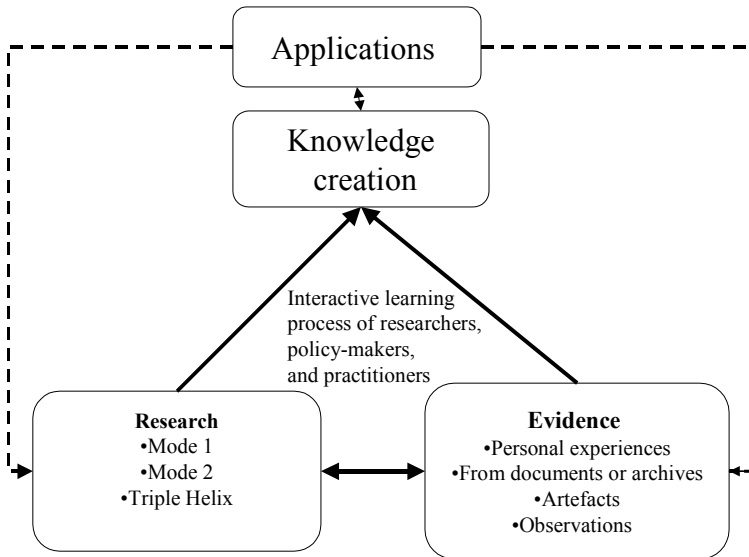 Applications
Knowledge
creation
Interactive learning
process of researchers,
policy-makers,
and practitioners
Research
•Mode 1
•Mode 2
•Triple Helix
Evidence
•Personal experiences
•From documents or archives
•Artefacts
•Observations